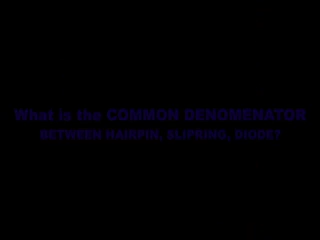 What is the COMMON DENOMENATOR
BETWEEN HAIRPIN, SLIPRING, DIODE?